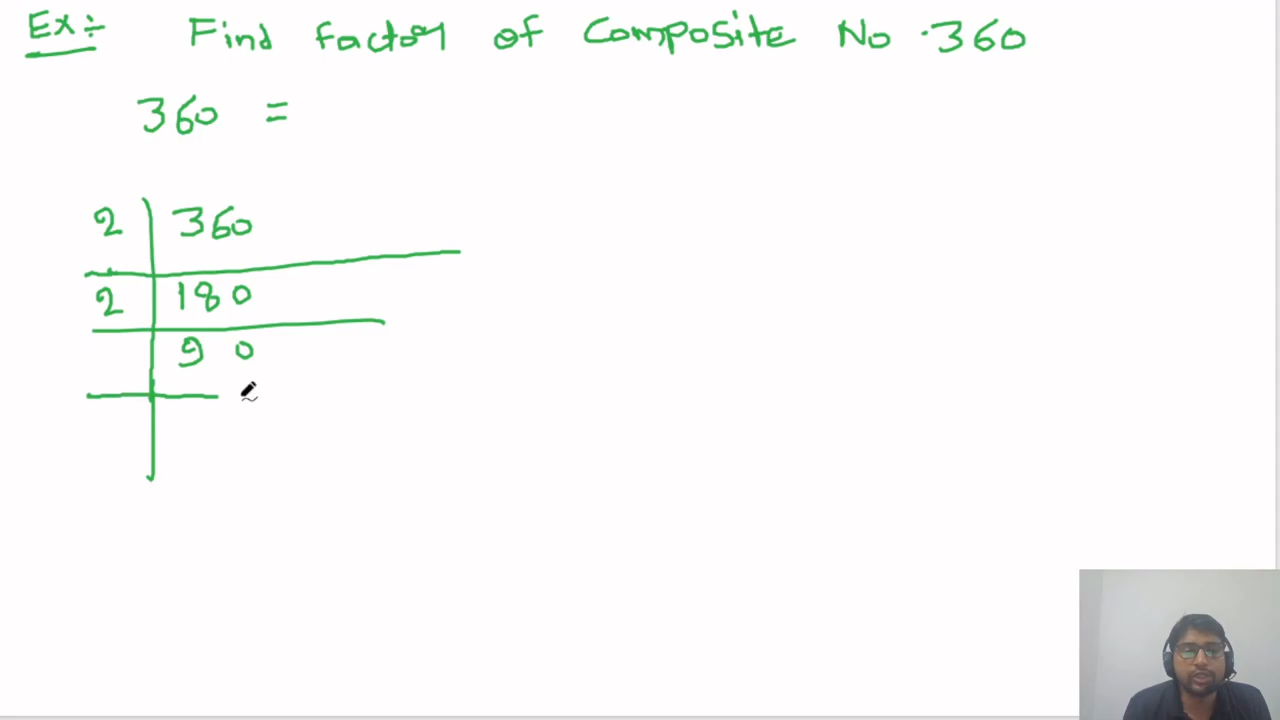 Ex÷ Find factor of Composite No. 360
360 =
2 | 360
2 | 180
90